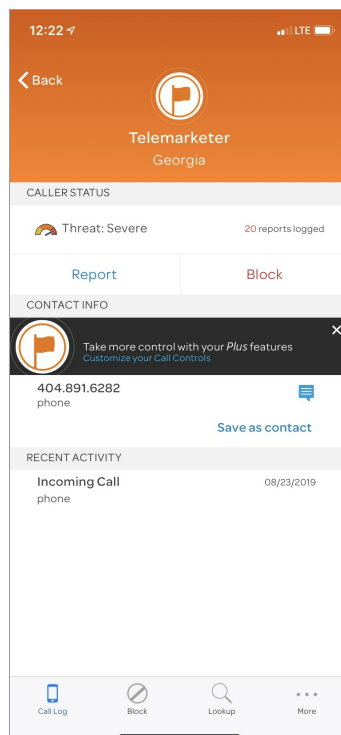 12:22
LTE
Back
Telemarketer
Georgia
CALLER STATUS
Threat: Severe
20 reports logged
Report
Block
CONTACT INFO
Take more control with your Plus features
Customize your Call Controls
404.891.6282
phone
Save as contact
RECENT ACTIVITY
Incoming Call
08/23/2019
phone
Call Log
Block
Lookup
More